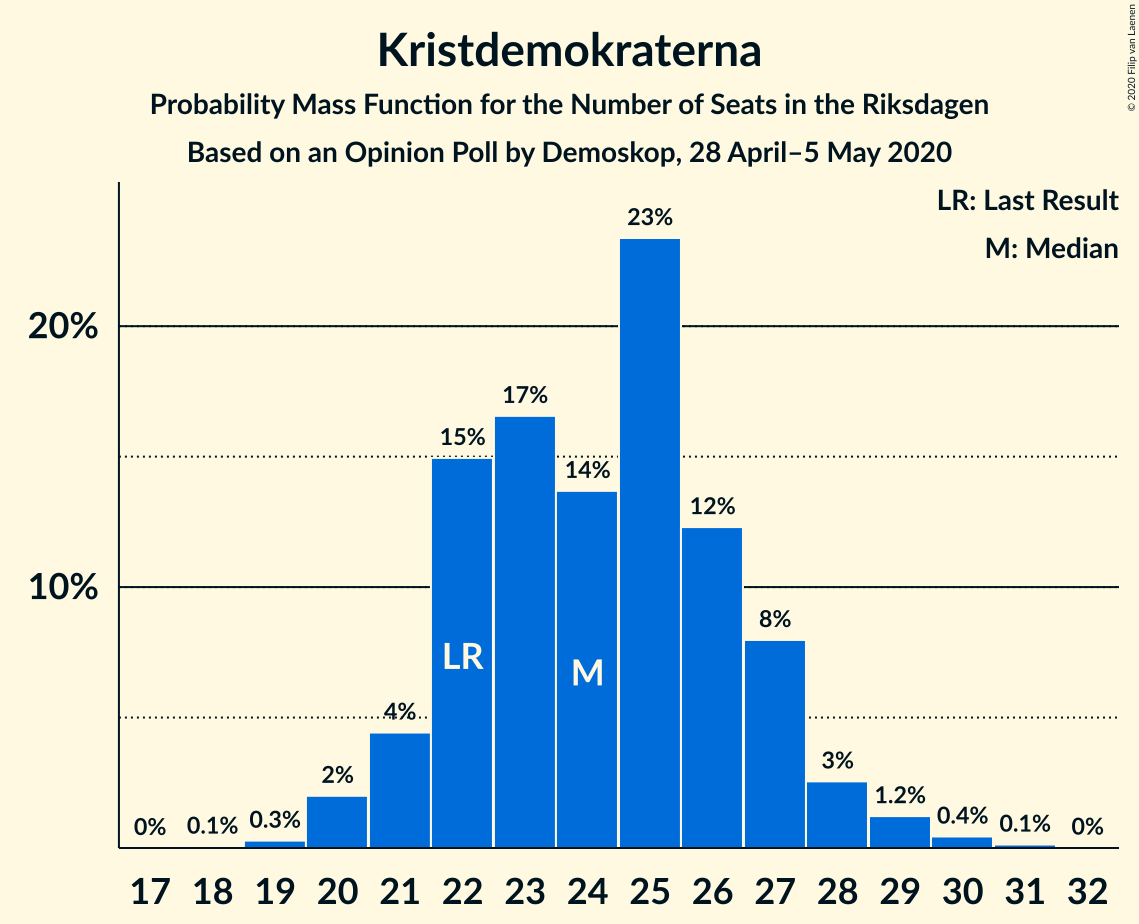 Kristdemokraterna
Probability Mass Function for the Number of Seats in the Riksdagen
Based on an Opinion Poll by Demoskop, 28 April–5 May 2020
© 2020 Filip van Laenen
LR: Last Result
M: Median
20%
10%
0%
0.1%
0.3%
2%
4%
15%
17%
14%
23%
12%
8%
3%
1.2%
0.4%
0.1%
0%
LR
M
17 18 19 20 21 22 23 24 25 26 27 28 29 30 31 32